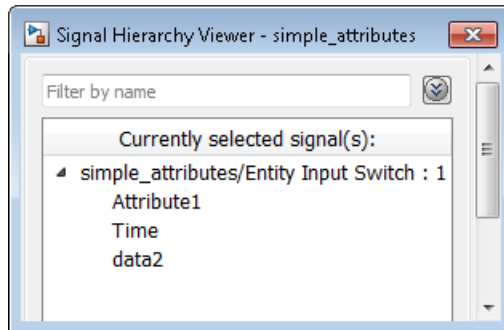 Signal Hierarchy Viewer - simple_attributes
Filter by name
Currently selected signal(s):
simple_attributes/Entity Input Switch : 1
Attribute1
Time
data2